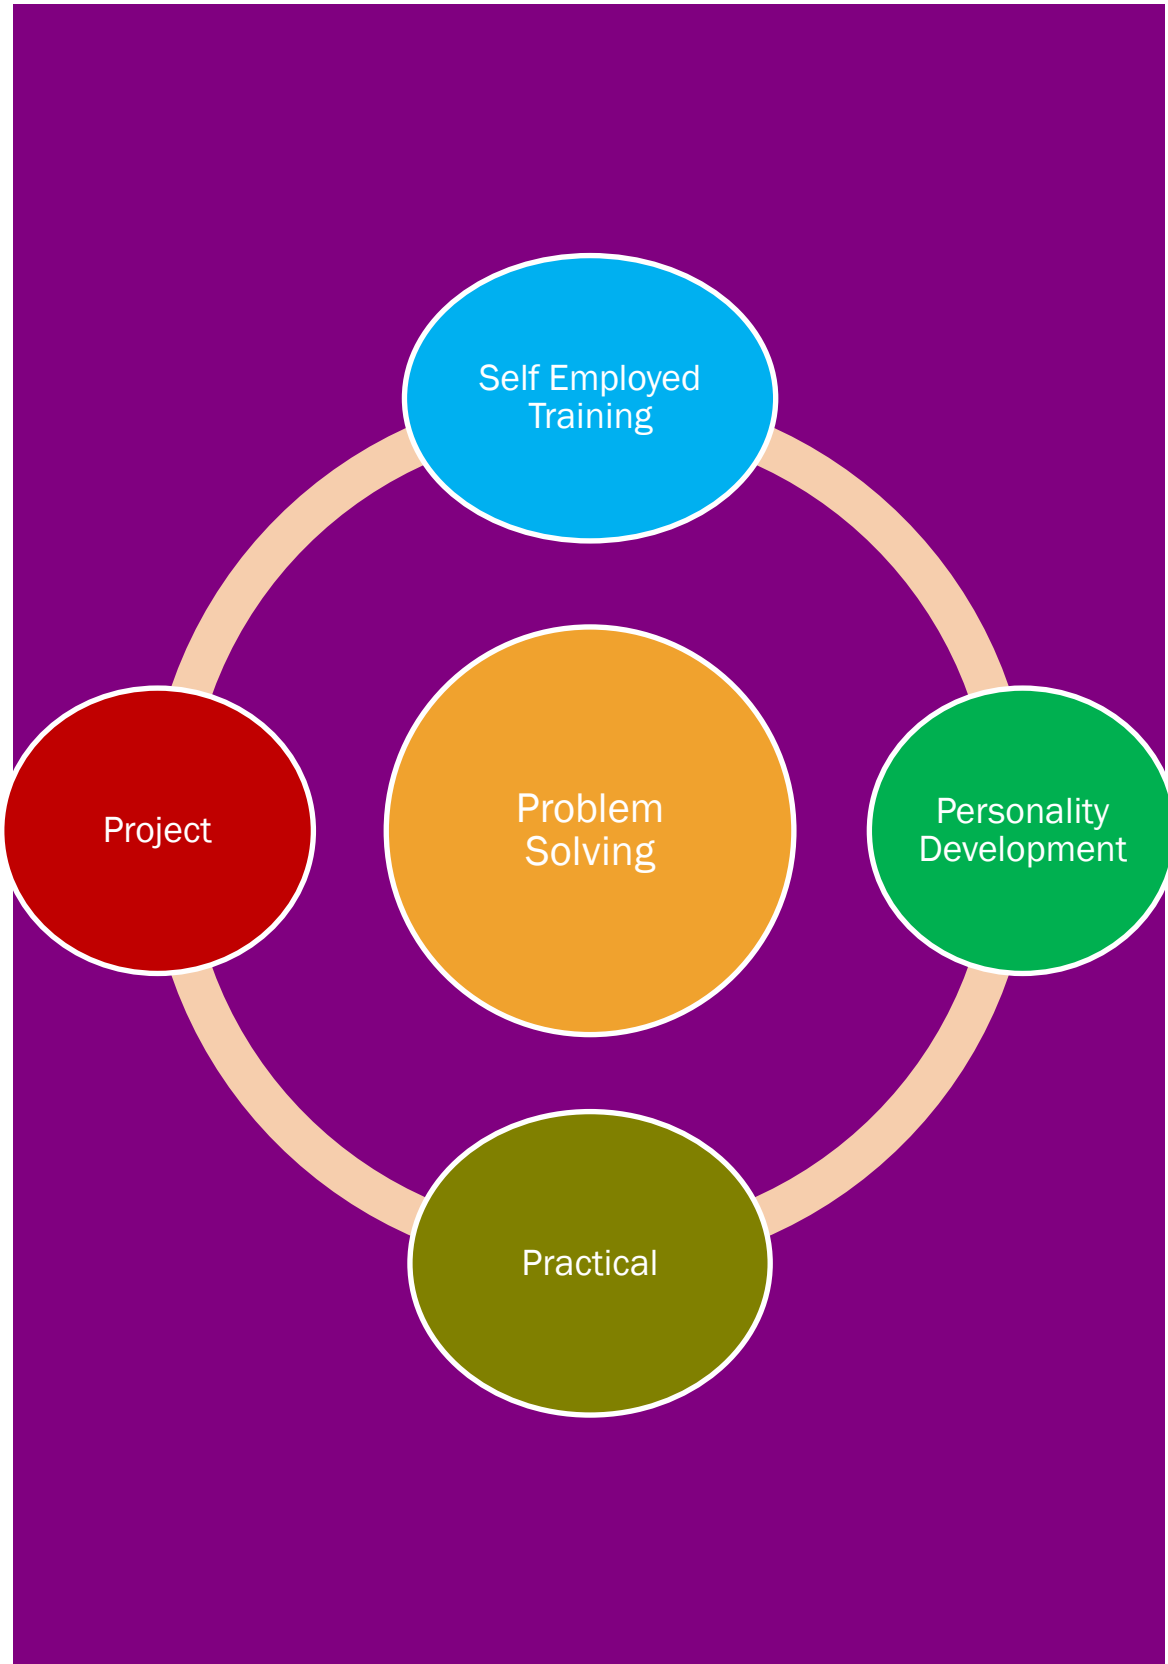 Self Employed
Training
Project
Problem
Solving
Personality
Development
Practical